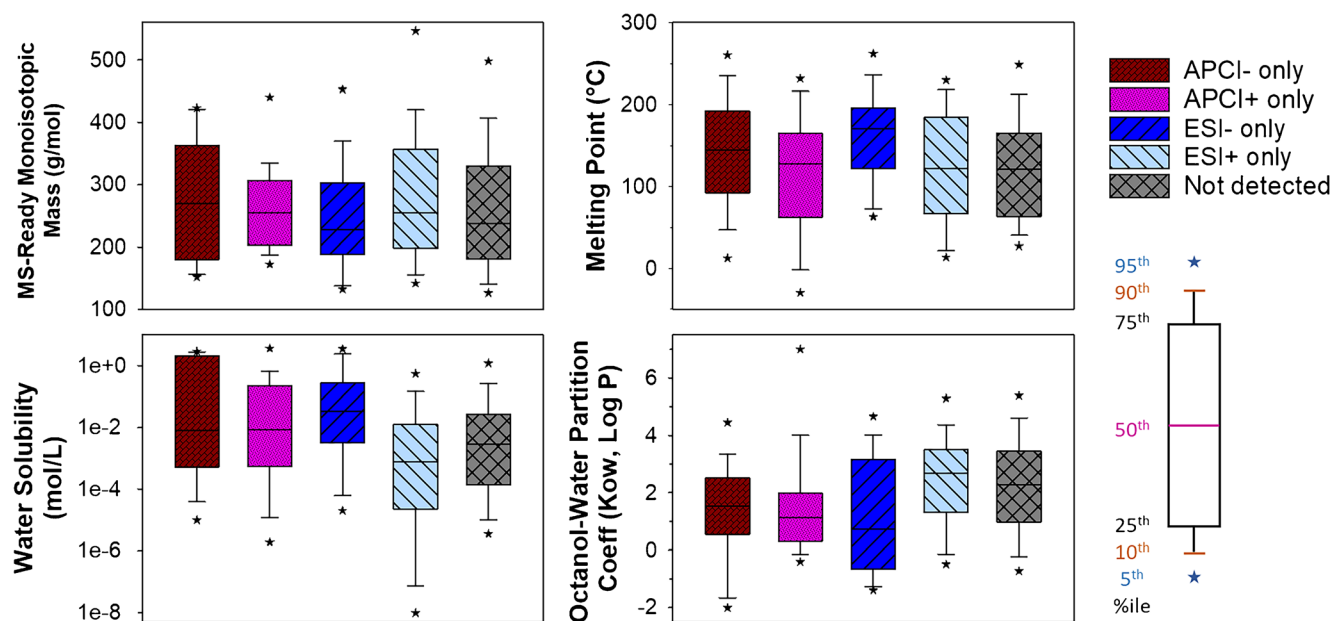 MS-Ready Monoisotopic
Mass (g/mol)
500
400
300
200
100
Melting Point (°C)
300
200
100
0
Water Solubility
(mol/L)
1e+0
1e-2
1e-4
1e-6
1e-8
Octanol-Water Partition
Coeff (Kow, Log P)
6
4
2
0
-2
APCI- only
APCI+ only
ESI- only
ESI+ only
Not detected
95th
90th
75th
50th
25th
10th
5th
%ile